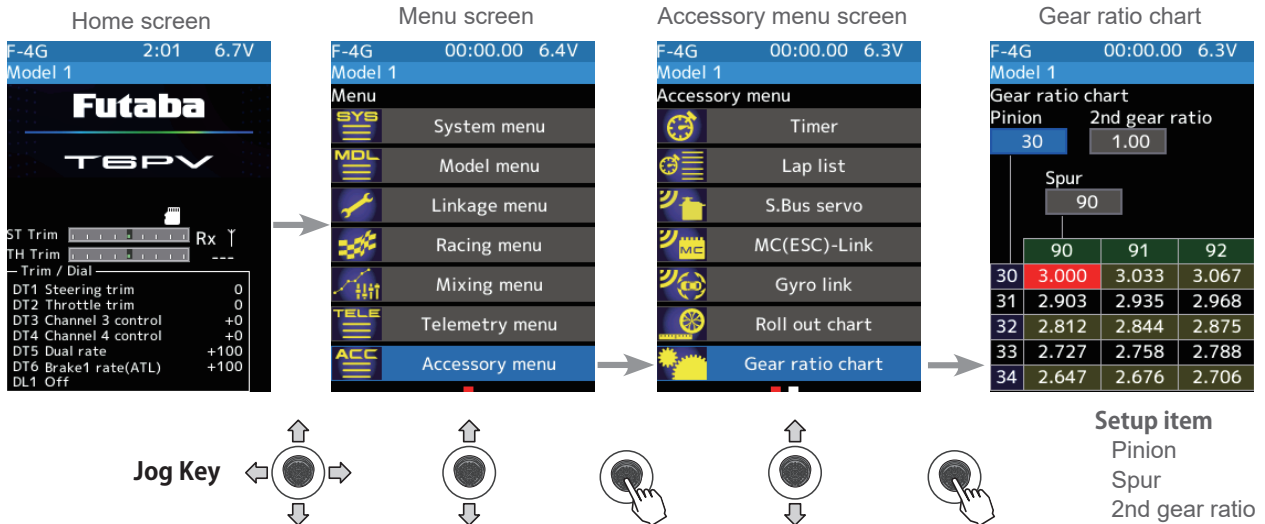 Home screen
Menu screen
Accessory menu screen
Gear ratio chart
F-4G 2:01 6.7V
Model 1
Futaba
T6PV
ST Trim
Rx
TH Trim
---
Trim / Dial
DT1 Steering trim 0
DT2 Throttle trim 0
DT3 Channel 3 control +0
DT4 Channel 4 control +0
DT5 Dual rate +100
DT6 Brake1 rate(ATL) +100
DL1 Off
F-4G 00:00.00 6.4V
Model 1
Menu
SYS System menu
MDL Model menu
Linkage menu
Racing menu
Mixing menu
TELE Telemetry menu
ACC Accessory menu
F-4G 00:00.00 6.3V
Model 1
Accessory menu
Timer
Lap list
S.Bus servo
MC MC(ESC)-Link
Gyro link
Roll out chart
Gear ratio chart
F-4G 00:00.00 6.3V
Model 1
Gear ratio chart
Pinion 2nd gear ratio
30 1.00
Spur
90
90 91 92
30 3.000 3.033 3.067
31 2.903 2.935 2.968
32 2.812 2.844 2.875
33 2.727 2.758 2.788
34 2.647 2.676 2.706
Jog Key
Setup item
Pinion
Spur
2nd gear ratio